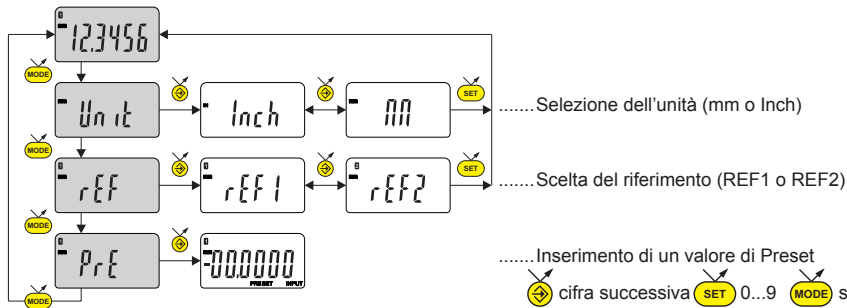 12.3456
MODE
Unit Inch MM SET .......Selezione dell'unità (mm o Inch)
MODE
rEF rEF1 rEF2 SET .......Scelta del riferimento (REF1 o REF2)
MODE
PrE -00.0000 PRESET INPUT .......Inserimento di un valore di Preset
MODE cifra successiva SET 0...9 MODE s